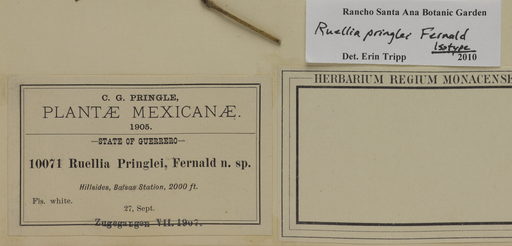 Rancho Santa Ana Botanic Garden
Ruellia pringlei Fernald
Isotype
Det. Erin Tripp 2010
HERBARIUM REGIUM MONACENSE
C. G. PRINGLE,
PLANTÆ MEXICANÆ.
1905.
STATE OF GUERRERO
10071 Ruellia Pringlei, Fernald n. sp.
Hillsides, Balsas Station, 2000 ft.
Fls. white.
27, Sept.
Zugegangen VII. 1907.